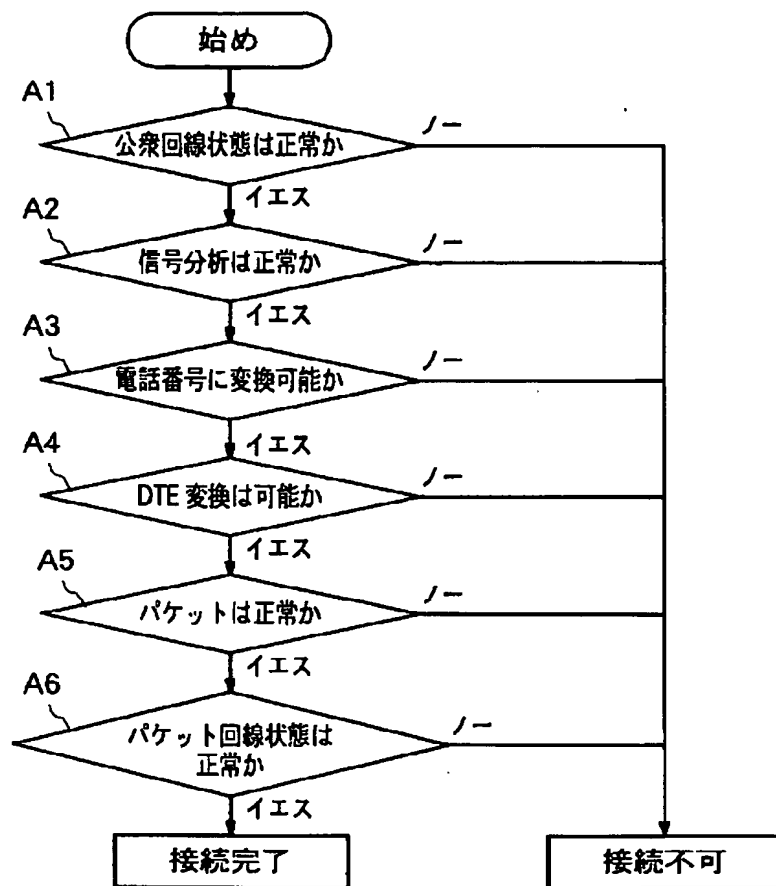 始め
A1
公衆回線状態は正常か
ノー
イエス
A2
信号分析は正常か
ノー
イエス
A3
電話番号に変換可能か
ノー
イエス
A4
DTE 変換は可能か
ノー
イエス
A5
パケットは正常か
ノー
イエス
A6
パケット回線状態は
正常か
ノー
イエス
接続完了
接続不可